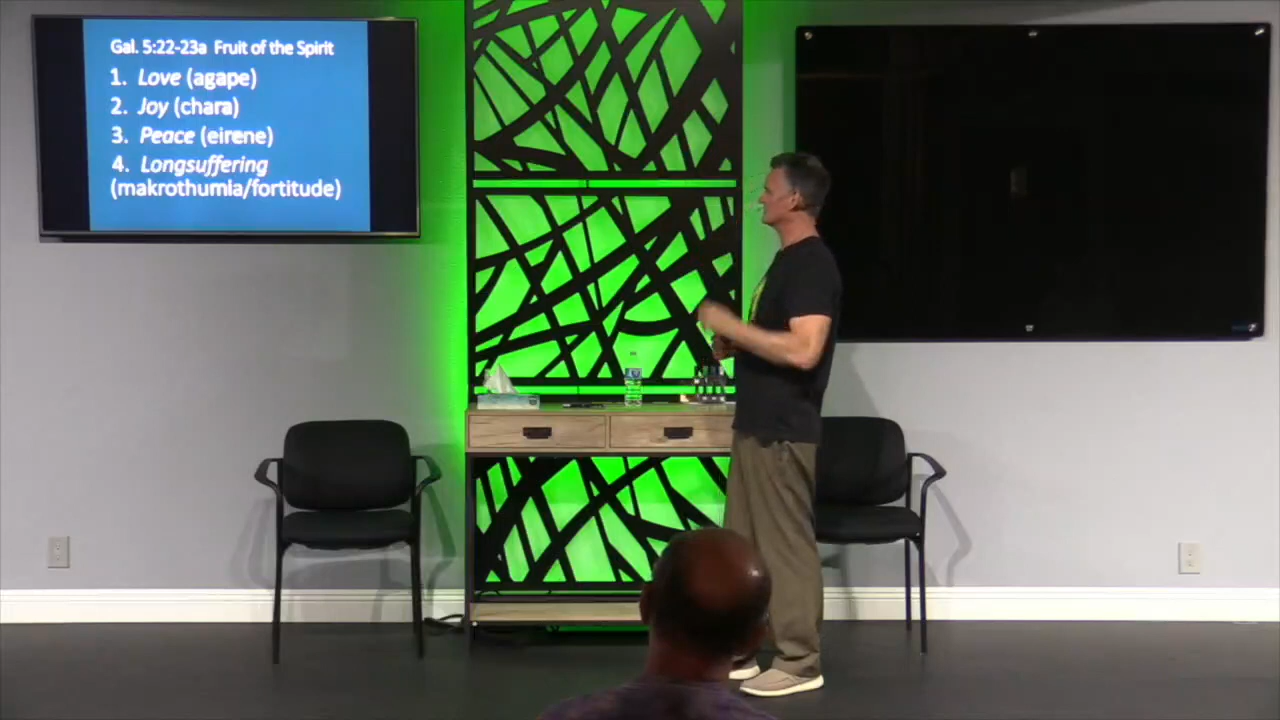 Gal. 5:22-23a Fruit of the Spirit
1. Love (agape)
2. Joy (chara)
3. Peace (eirene)
4. Longsuffering
(makrothumia/fortitude)